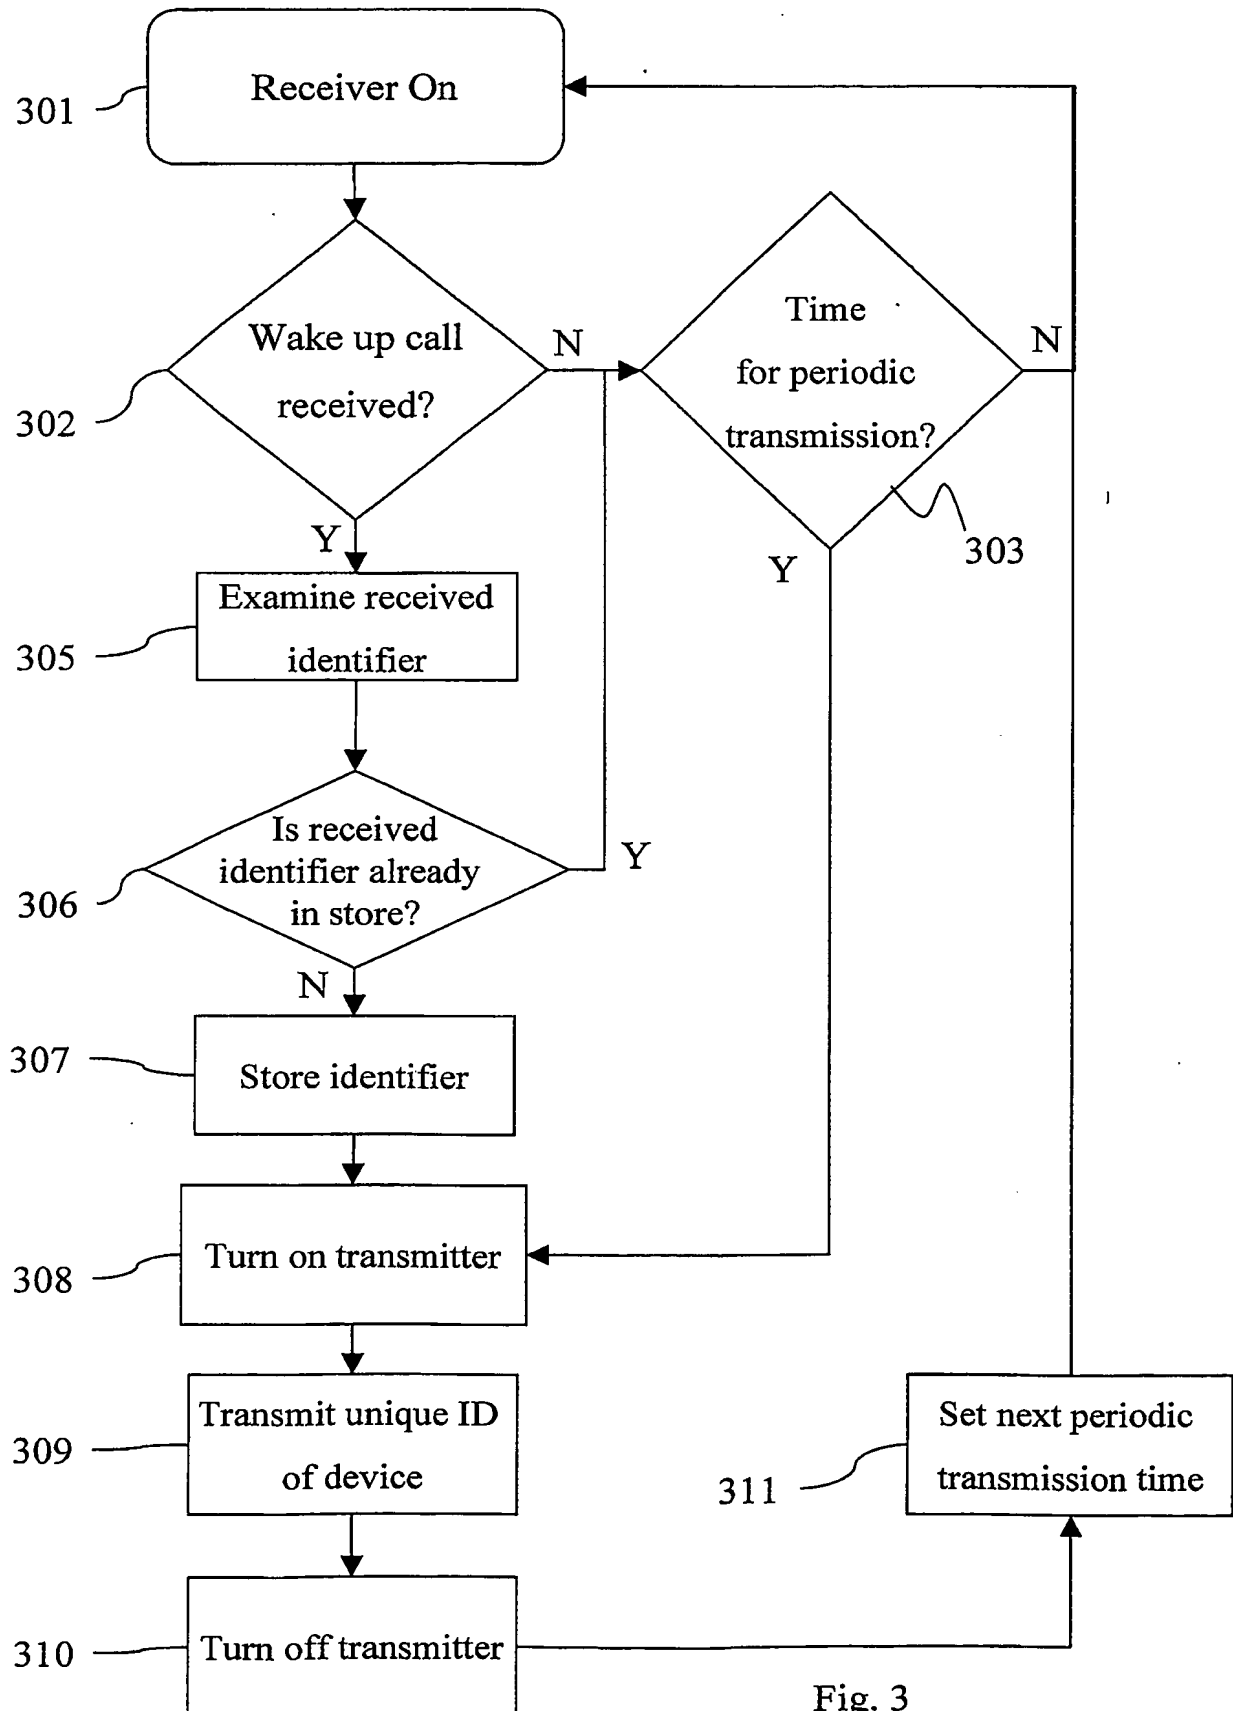 Receiver On
301
Wake up call
received?
302
N
Time
for periodic
transmission?
N
303
Y
Y
Examine received
identifier
305
Is received
identifier already
in store?
306
Y
N
307
Store identifier
Turn on transmitter
308
Transmit unique ID
of device
309
Set next periodic
transmission time
311
Turn off transmitter
310
Fig. 3